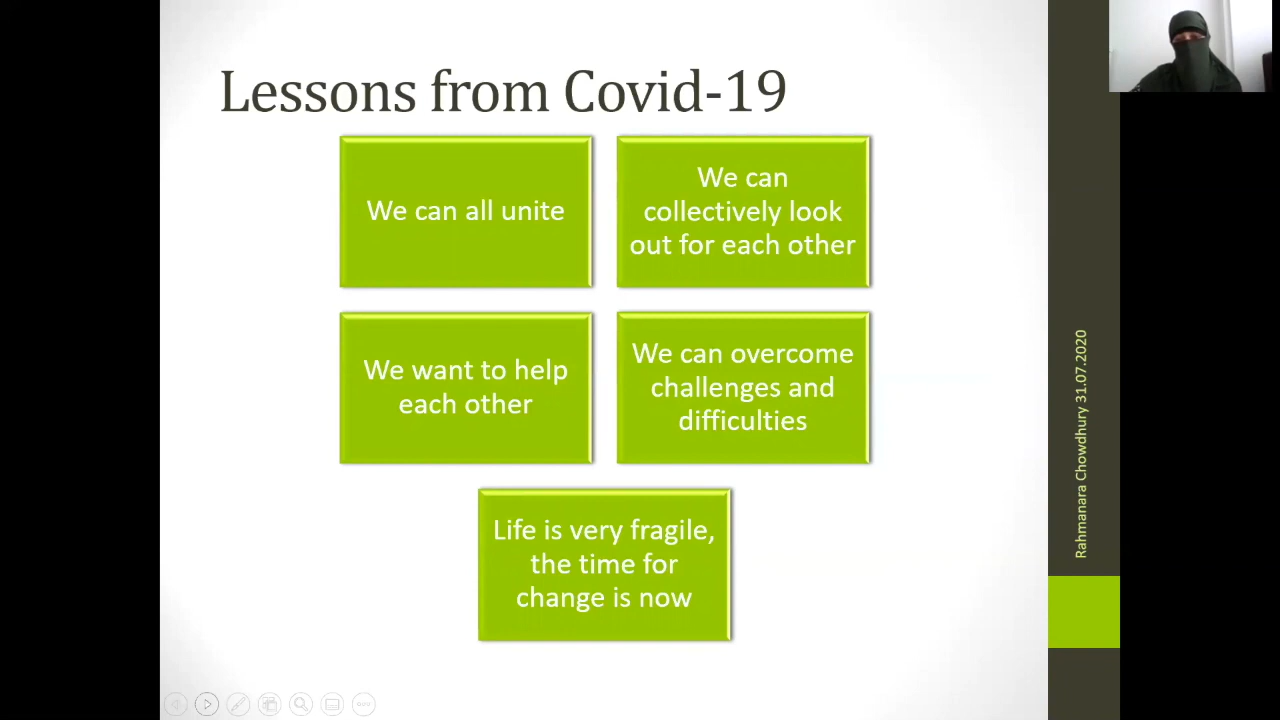 Lessons from Covid-19
We can all unite
We can
collectively look
out for each other
We want to help
each other
We can overcome
challenges and
difficulties
Life is very fragile,
the time for
change is now
Rahmanara Chowdhury 31.07.2020